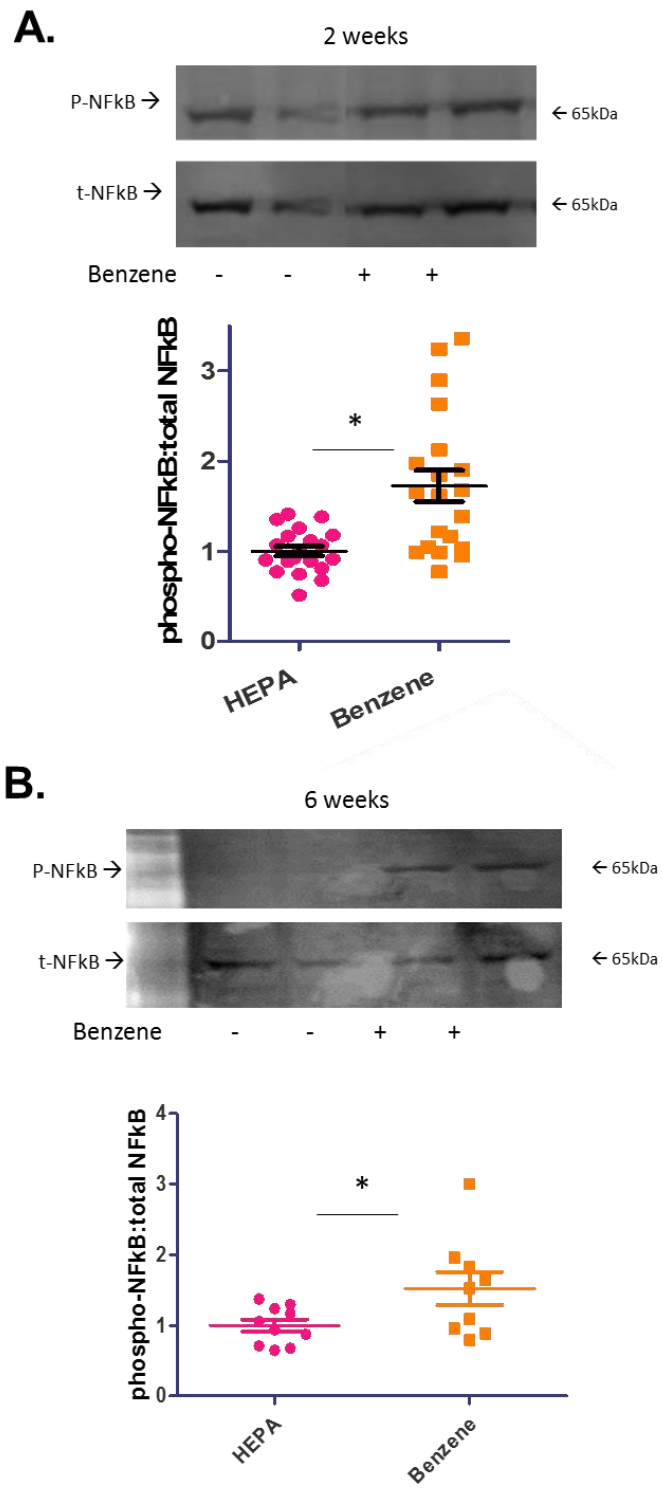 A.
2 weeks
P-NFkB → ← 65kDa
t-NFkB → ← 65kDa
Benzene - - + +
phospho-NFkB:total NFkB
3
2
1
0
*
HEPA
Benzene
B.
6 weeks
P-NFkB → ← 65kDa
t-NFkB → ← 65kDa
Benzene - - + +
phospho-NFkB:total NFkB
4
3
2
1
0
*
HEPA
Benzene